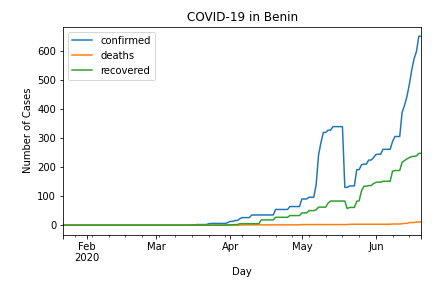 COVID-19 in Benin
confirmed
deaths
recovered
Number of Cases
600
500
400
300
200
100
0
Feb
2020
Mar
Apr
May
Jun
Day